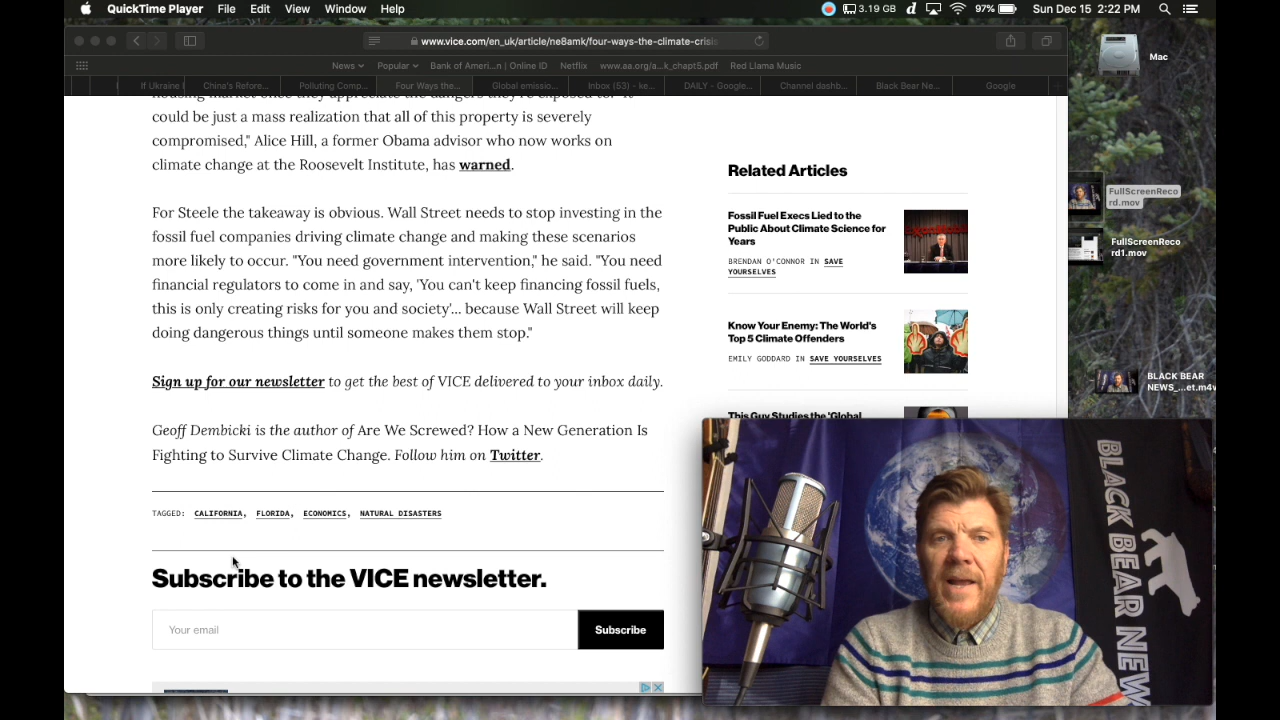 QuickTime Player File Edit View Window Help 3.19 GB 97% Sun Dec 15 2:22 PM
www.vice.com/en_uk/article/ne8amk/four-ways-the-climate-crisis
News Popular Bank of Ameri...n | Online ID Netflix www.aa.org/a...k_chapt5.pdf Red Llama Music
If Ukraine I China's Refore... Polluting Comp... Four Ways the... Global emissio... Inbox (53) - ke... DAILY - Google... Channel dashb... Black Bear Ne... Google
could be just a mass realization that all of this property is severely
compromised," Alice Hill, a former Obama advisor who now works on
climate change at the Roosevelt Institute, has warned.
For Steele the takeaway is obvious. Wall Street needs to stop investing in the
fossil fuel companies driving climate change and making these scenarios
more likely to occur. "You need government intervention," he said. "You need
financial regulators to come in and say, 'You can't keep financing fossil fuels,
this is only creating risks for you and society'... because Wall Street will keep
doing dangerous things until someone makes them stop."
Sign up for our newsletter to get the best of VICE delivered to your inbox daily.
Geoff Dembicki is the author of Are We Screwed? How a New Generation Is
Fighting to Survive Climate Change. Follow him on Twitter.
TAGGED: CALIFORNIA, FLORIDA, ECONOMICS, NATURAL DISASTERS
Subscribe to the VICE newsletter.
Your email
Subscribe
Related Articles
Fossil Fuel Execs Lied to the
Public About Climate Science for
Years
BRENDAN O'CONNOR IN SAVE
YOURSELVES
Know Your Enemy: The World's
Top 5 Climate Offenders
EMILY GODDARD IN SAVE YOURSELVES
This Guy Studies the 'Global
Mac
FullScreenReco
rd.mov
FullScreenReco
rd1.mov
BLACK BEAR
NEWS_...et.m4v
BLACK BEAR NEW